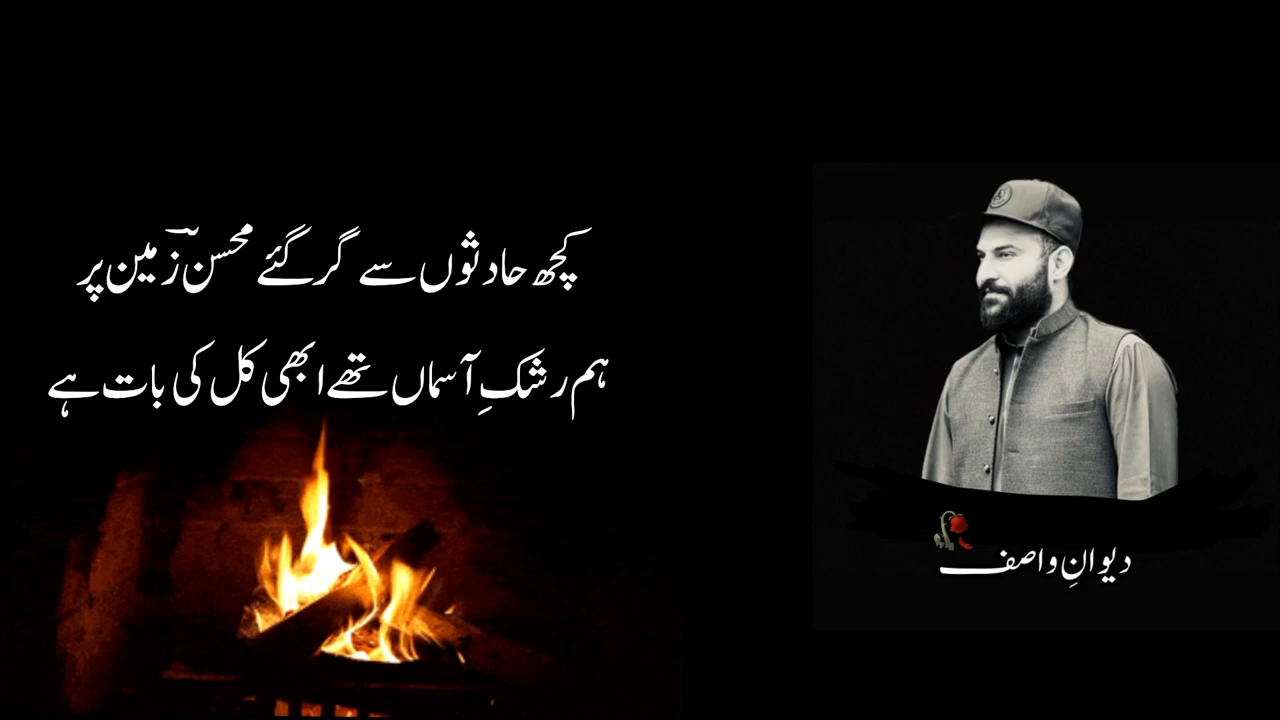 کچھ حادثوں سے گر گئے محسنؔ زمین پر
ہم رشکِ آسماں تھے ابھی کل کی بات ہے
دیوانِ واصف